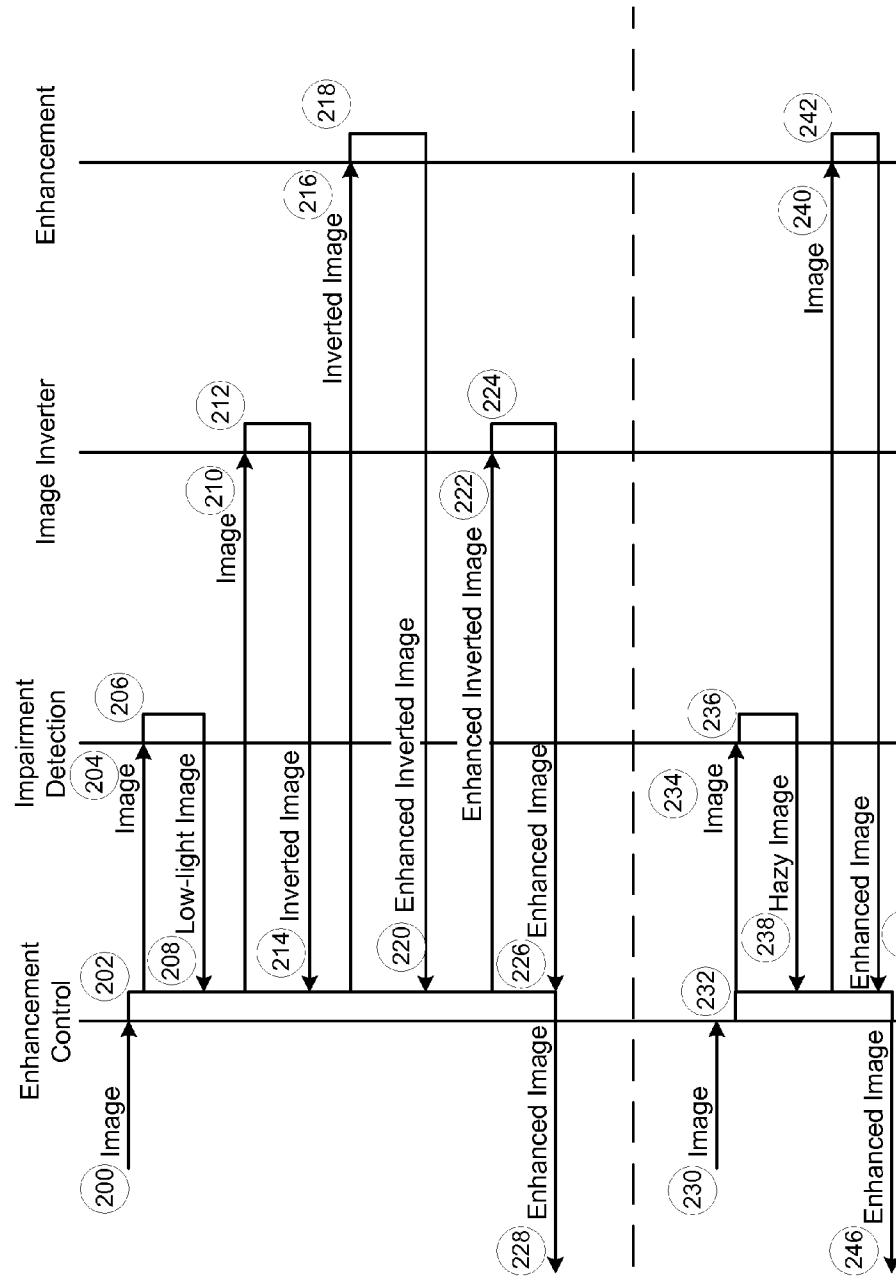 Enhancement
Control
Impairment
Detection
Image Inverter
Enhancement
200
Image
202
204
Image
206
208
Low-light Image
210
Image
212
214
Inverted Image
216
Inverted Image
218
220
Enhanced Inverted Image
222
Enhanced Inverted Image
224
226
Enhanced Image
228
Enhanced Image
230
Image
232
234
Image
236
238
Hazy Image
240
Image
242
Enhanced Image
246
Enhanced Image